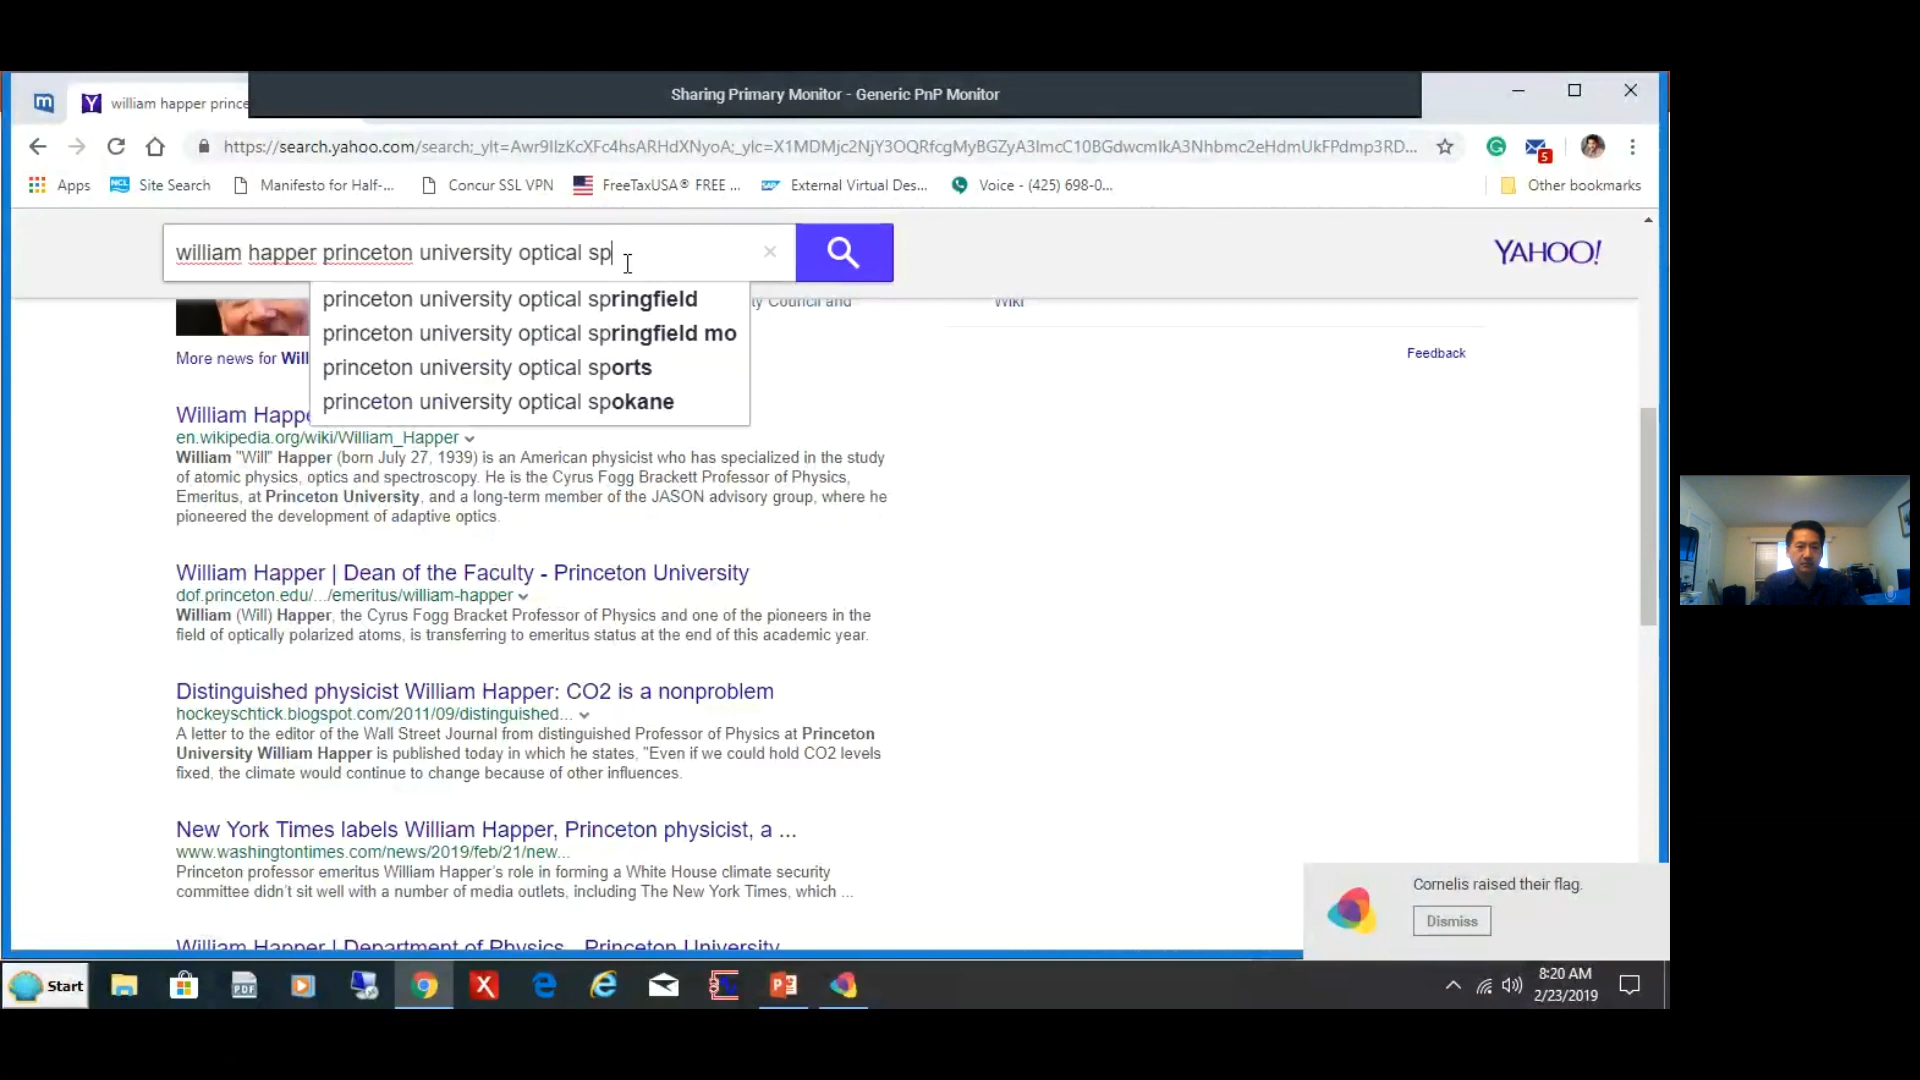 Sharing Primary Monitor - Generic PnP Monitor
william happer prince
https://search.yahoo.com/search;_ylt=Awr9IlzKcXFc4hsARHdXNyoA;_ylc=X1MDMjc2NjY3OQRfcgMyBGZyA3ImcC10BGdwcmlkA3Nhbmc2eHdmUkFPdmp3RD...
5
Apps
NCL Site Search
Manifesto for Half-...
Concur SSL VPN
FreeTaxUSA® FREE ...
SAP External Virtual Des...
Voice - (425) 698-0...
Other bookmarks
william happer princeton university optical sp
YAHOO!
princeton university optical springfield
princeton university optical springfield mo
princeton university optical sports
princeton university optical spokane
ty Council and
Wiki
More news for Will
Feedback
William Happe
en.wikipedia.org/wiki/William_Happer
William "Will" Happer (born July 27, 1939) is an American physicist who has specialized in the study
of atomic physics, optics and spectroscopy. He is the Cyrus Fogg Brackett Professor of Physics,
Emeritus, at Princeton University, and a long-term member of the JASON advisory group, where he
pioneered the development of adaptive optics.
William Happer | Dean of the Faculty - Princeton University
dof.princeton.edu/.../emeritus/william-happer
William (Will) Happer, the Cyrus Fogg Bracket Professor of Physics and one of the pioneers in the
field of optically polarized atoms, is transferring to emeritus status at the end of this academic year.
Distinguished physicist William Happer: CO2 is a nonproblem
hockeyschtick.blogspot.com/2011/09/distinguished...
A letter to the editor of the Wall Street Journal from distinguished Professor of Physics at Princeton
University William Happer is published today in which he states, "Even if we could hold CO2 levels
fixed, the climate would continue to change because of other influences.
New York Times labels William Happer, Princeton physicist, a ...
www.washingtontimes.com/news/2019/feb/21/new...
Princeton professor emeritus William Happer's role in forming a White House climate security
committee didn't sit well with a number of media outlets, including The New York Times, which ...
William Happer | Department of Physics - Princeton University
Cornelis raised their flag.
Dismiss
Start
PDF
8:20 AM
2/23/2019